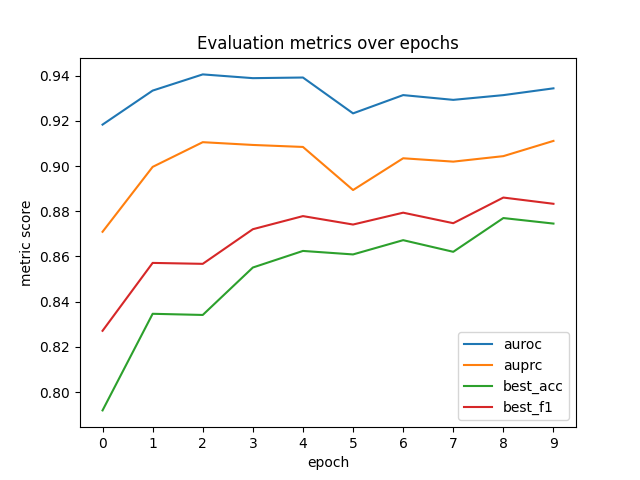 Evaluation metrics over epochs
metric score
0.94
0.92
0.90
0.88
0.86
0.84
0.82
0.80
auroc
auprc
best_acc
best_f1
0 1 2 3 4 5 6 7 8 9
epoch